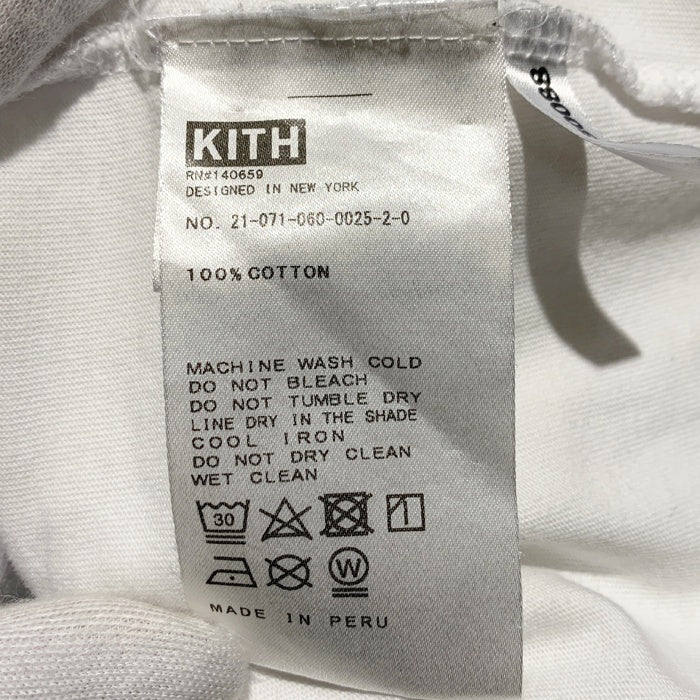 KITH
RN#140659
DESIGNED IN NEW YORK
NO. 21-071-060-0025-2-0
100% COTTON
MACHINE WASH COLD
DO NOT BLEACH
DO NOT TUMBLE DRY
LINE DRY IN THE SHADE
COOL IRON
DO NOT DRY CLEAN
WET CLEAN
30
W
MADE IN PERU